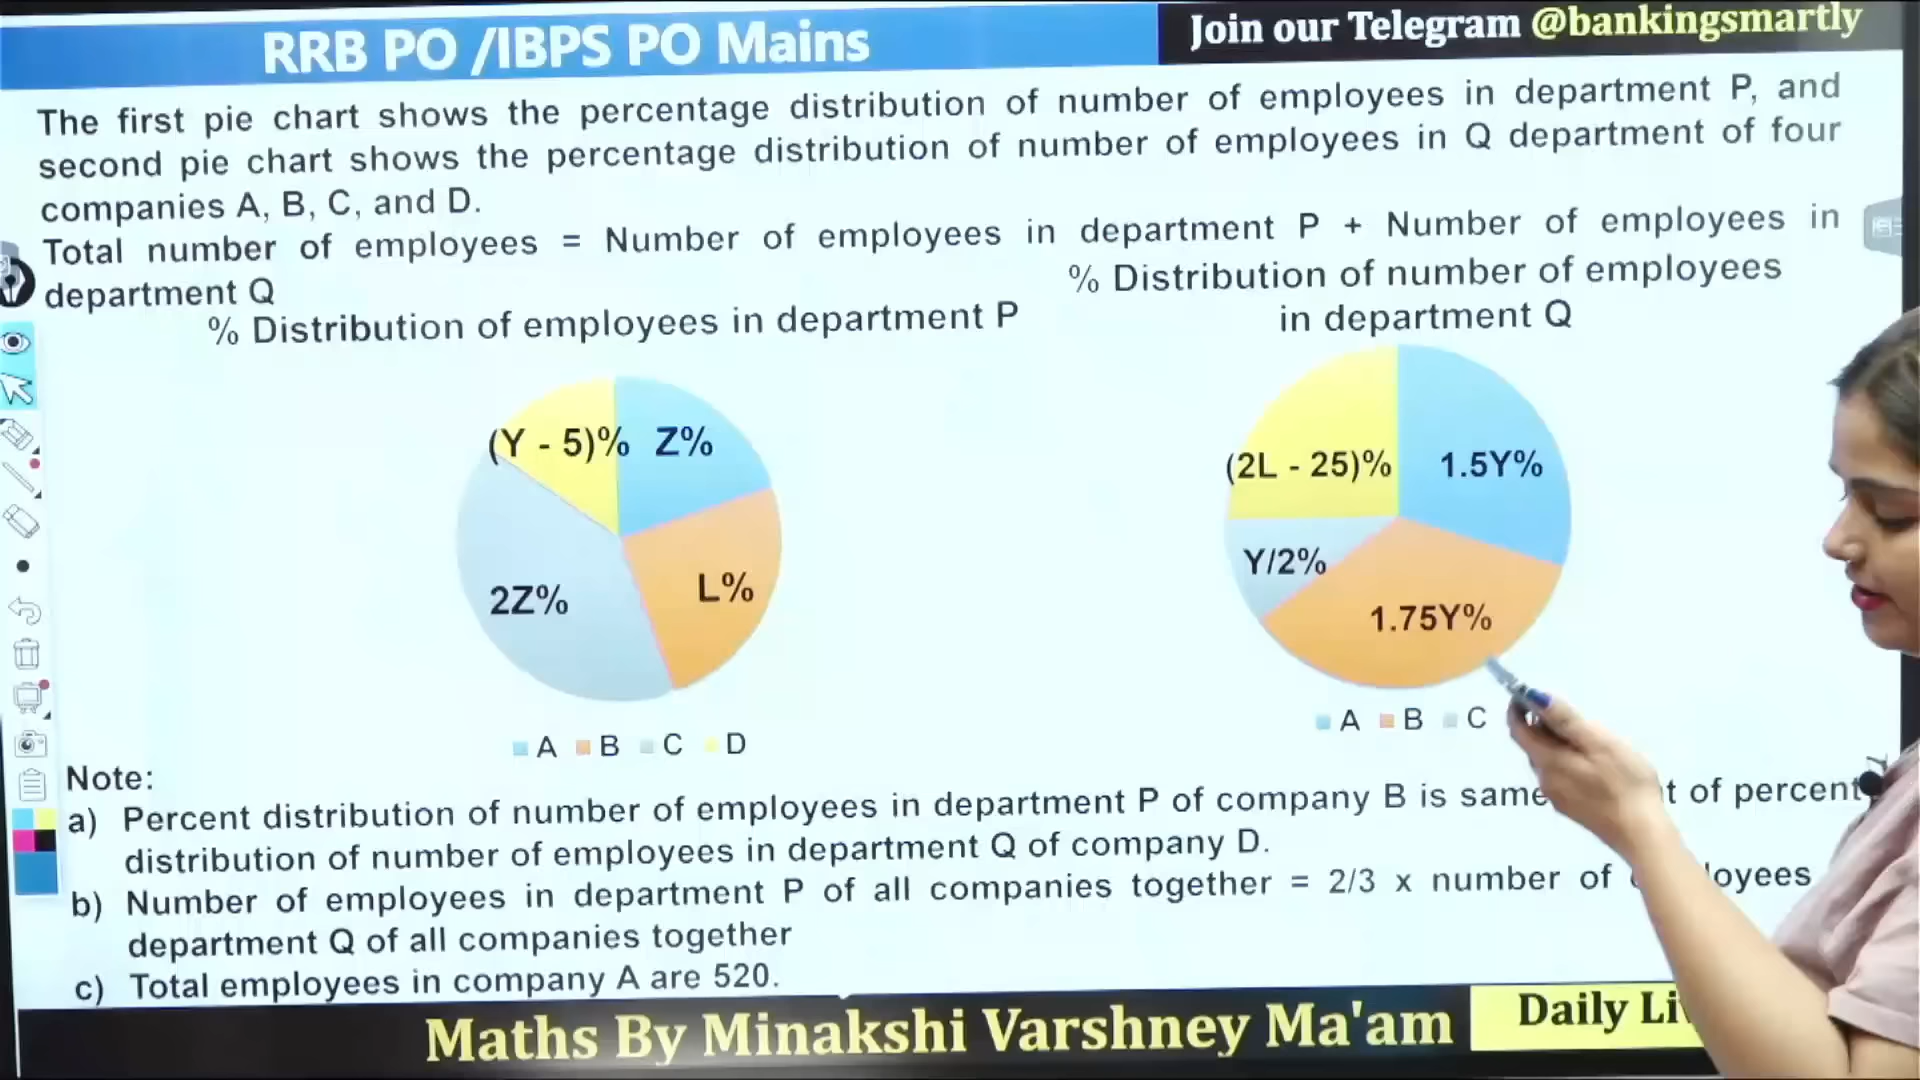 RRB PO /IBPS PO Mains
Join our Telegram @bankingsmartly
The first pie chart shows the percentage distribution of number of employees in department P, and
second pie chart shows the percentage distribution of number of employees in Q department of four
companies A, B, C, and D.
Total number of employees = Number of employees in department P + Number of employees in
department Q
% Distribution of employees in department P
% Distribution of number of employees
in department Q
(Y - 5)% Z%
2Z%
L%
A B C D
(2L - 25)%
1.5Y%
Y/2%
1.75Y%
A B C
Note:
a) Percent distribution of number of employees in department P of company B is same of percent
distribution of number of employees in department Q of company D.
b) Number of employees in department P of all companies together = 2/3 x number of
department Q of all companies together
c) Total employees in company A are 520.
Maths By Minakshi Varshney Ma'am
Daily